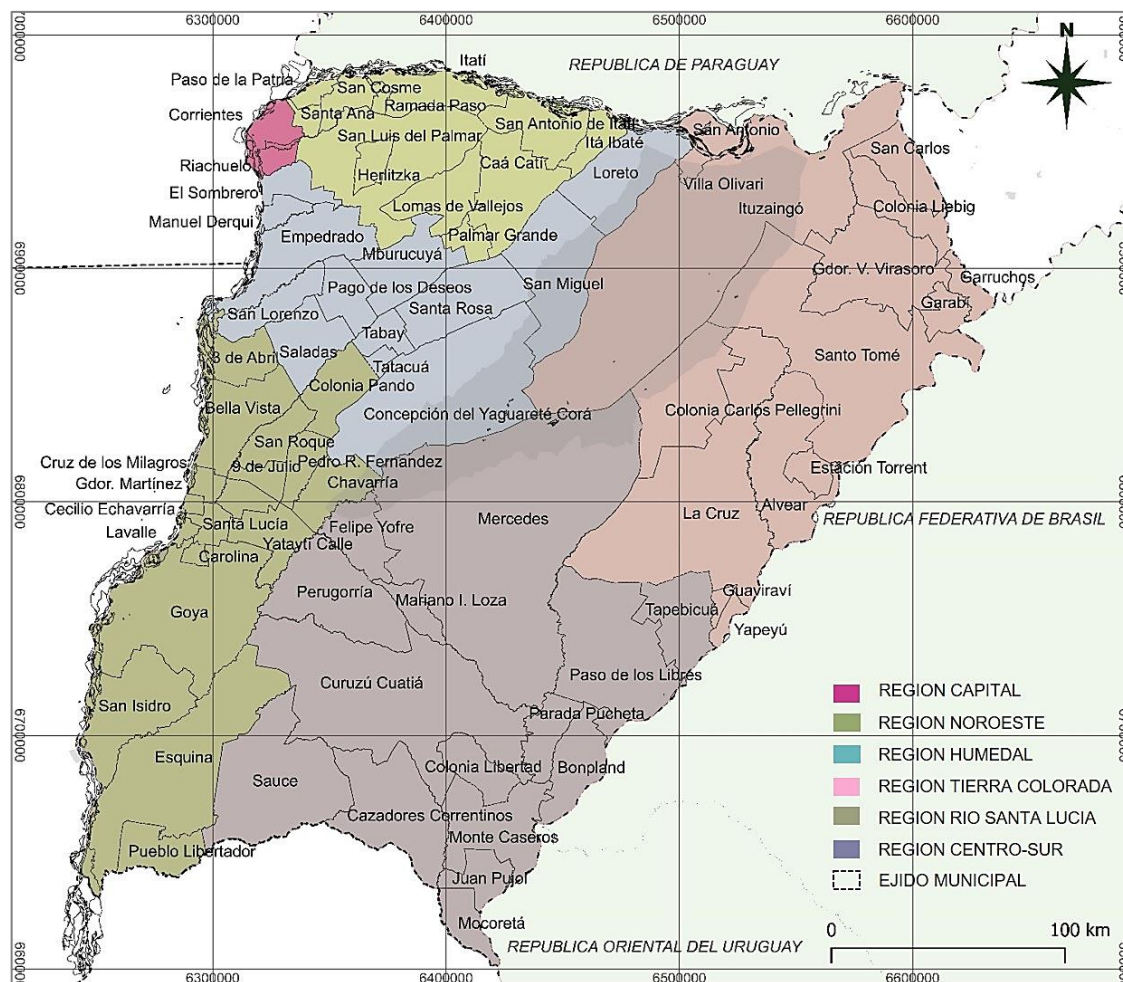 6300000 6400000 6500000 6600000
N
Itatí
REPUBLICA DE PARAGUAY
Paso de la Patria
San Cosme
Ramada Paso
Corrientes
Santa Ana
San Antonio de Itatí
San Antonio
San Luis del Palmar
Itá Ibaté
San Carlos
Riachuelo
Herlitzka
Caá Catí
Loreto
Villa Olivari
El Sombrero
Lomas de Vallejos
Ituzaingó
Colonia Liebig
Manuel Derqui
Empedrado
Palmar Grande
Mburucuyá
Gdor. V. Virasoro
Garruchos
Pago de los Deseos
San Miguel
Garabí
San Lorenzo
Santa Rosa
Tabay
3 de Abril
Saladas
Tatacuá
Santo Tomé
Colonia Pando
Bella Vista
Concepción del Yaguareté Corá
Colonia Carlos Pellegrini
San Roque
Cruz de los Milagros
9 de Julio
Pedro R. Fernandez
Estación Torrent
Gdor. Martínez
Chavarría
Cecilio Echavarría
Santa Lucía
Felipe Yofre
Mercedes
La Cruz
Alvear
REPUBLICA FEDERATIVA DE BRASIL
Lavalle
Yataytí Calle
Carolina
Perugorría
Mariano I. Loza
Guayiraví
Goya
Tapebicuá
Yapeyú
Curuzú Cuatiá
Paso de los Libres
San Isidro
Parada Pucheta
Esquina
Sauce
Colonia Libertad
Bonpland
Cazadores Correntinos
Monte Caseros
Pueblo Libertador
Juan Pujol
Mocoretá
REPUBLICA ORIENTAL DEL URUGUAY
REGION CAPITAL
REGION NOROESTE
REGION HUMEDAL
REGION TIERRA COLORADA
REGION RIO SANTA LUCIA
REGION CENTRO-SUR
EJIDO MUNICIPAL
0 100 km
6300000 6400000 6500000 6600000